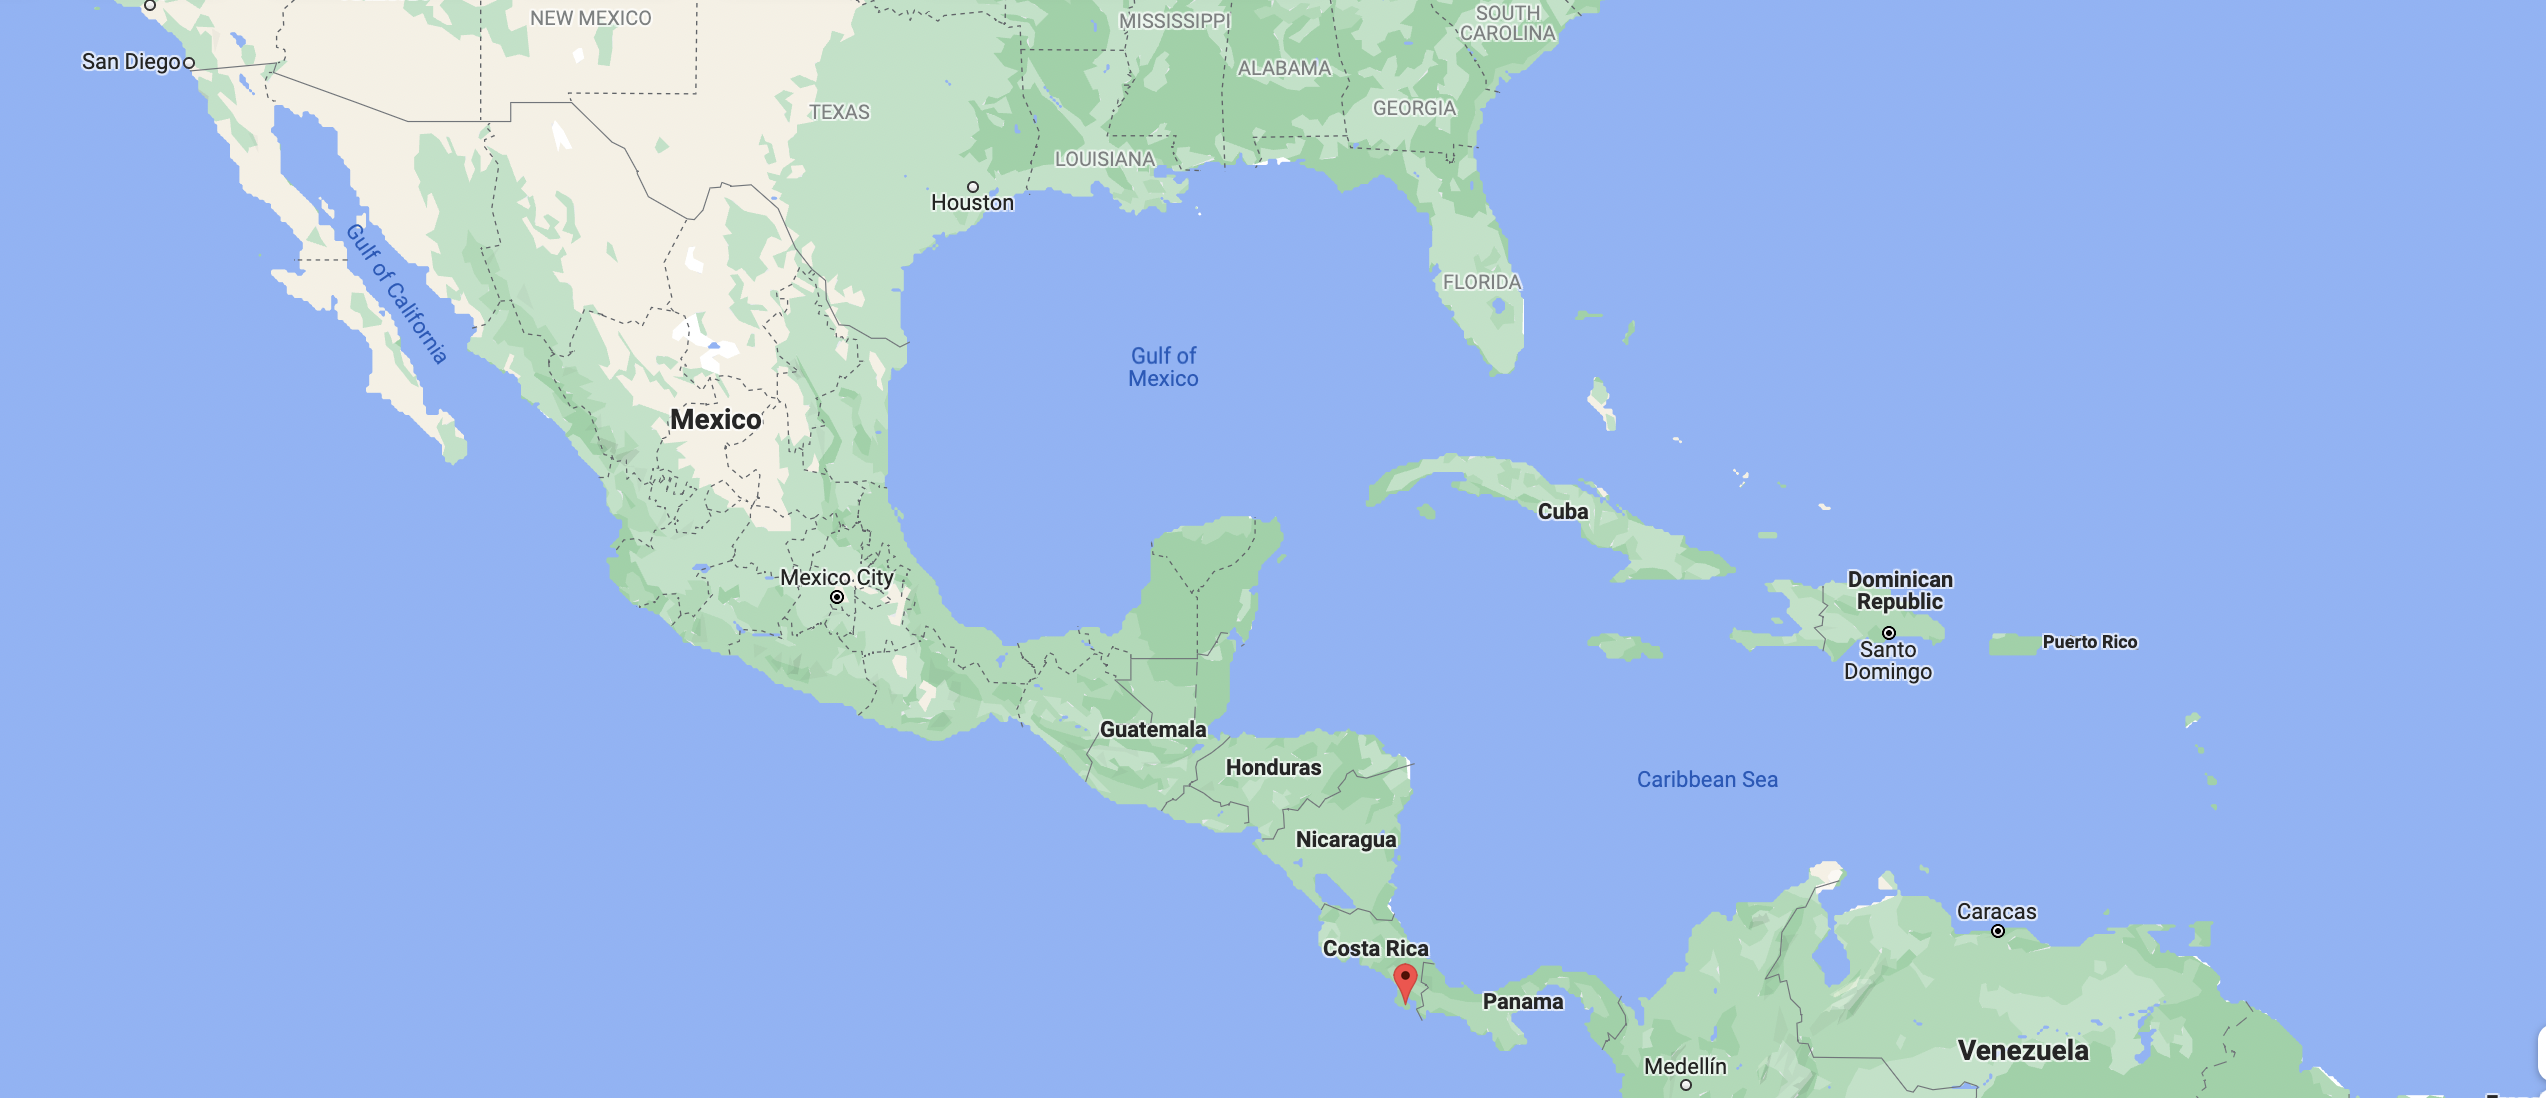 NEW MEXICO
MISSISSIPPI
SOUTH
CAROLINA
San Diego
ALABAMA
TEXAS
GEORGIA
LOUISIANA
Houston
Gulf of California
FLORIDA
Gulf of
Mexico
Mexico
Cuba
Mexico City
Dominican
Republic
Santo
Domingo
Puerto Rico
Guatemala
Honduras
Caribbean Sea
Nicaragua
Caracas
Costa Rica
Panama
Venezuela
Medellín